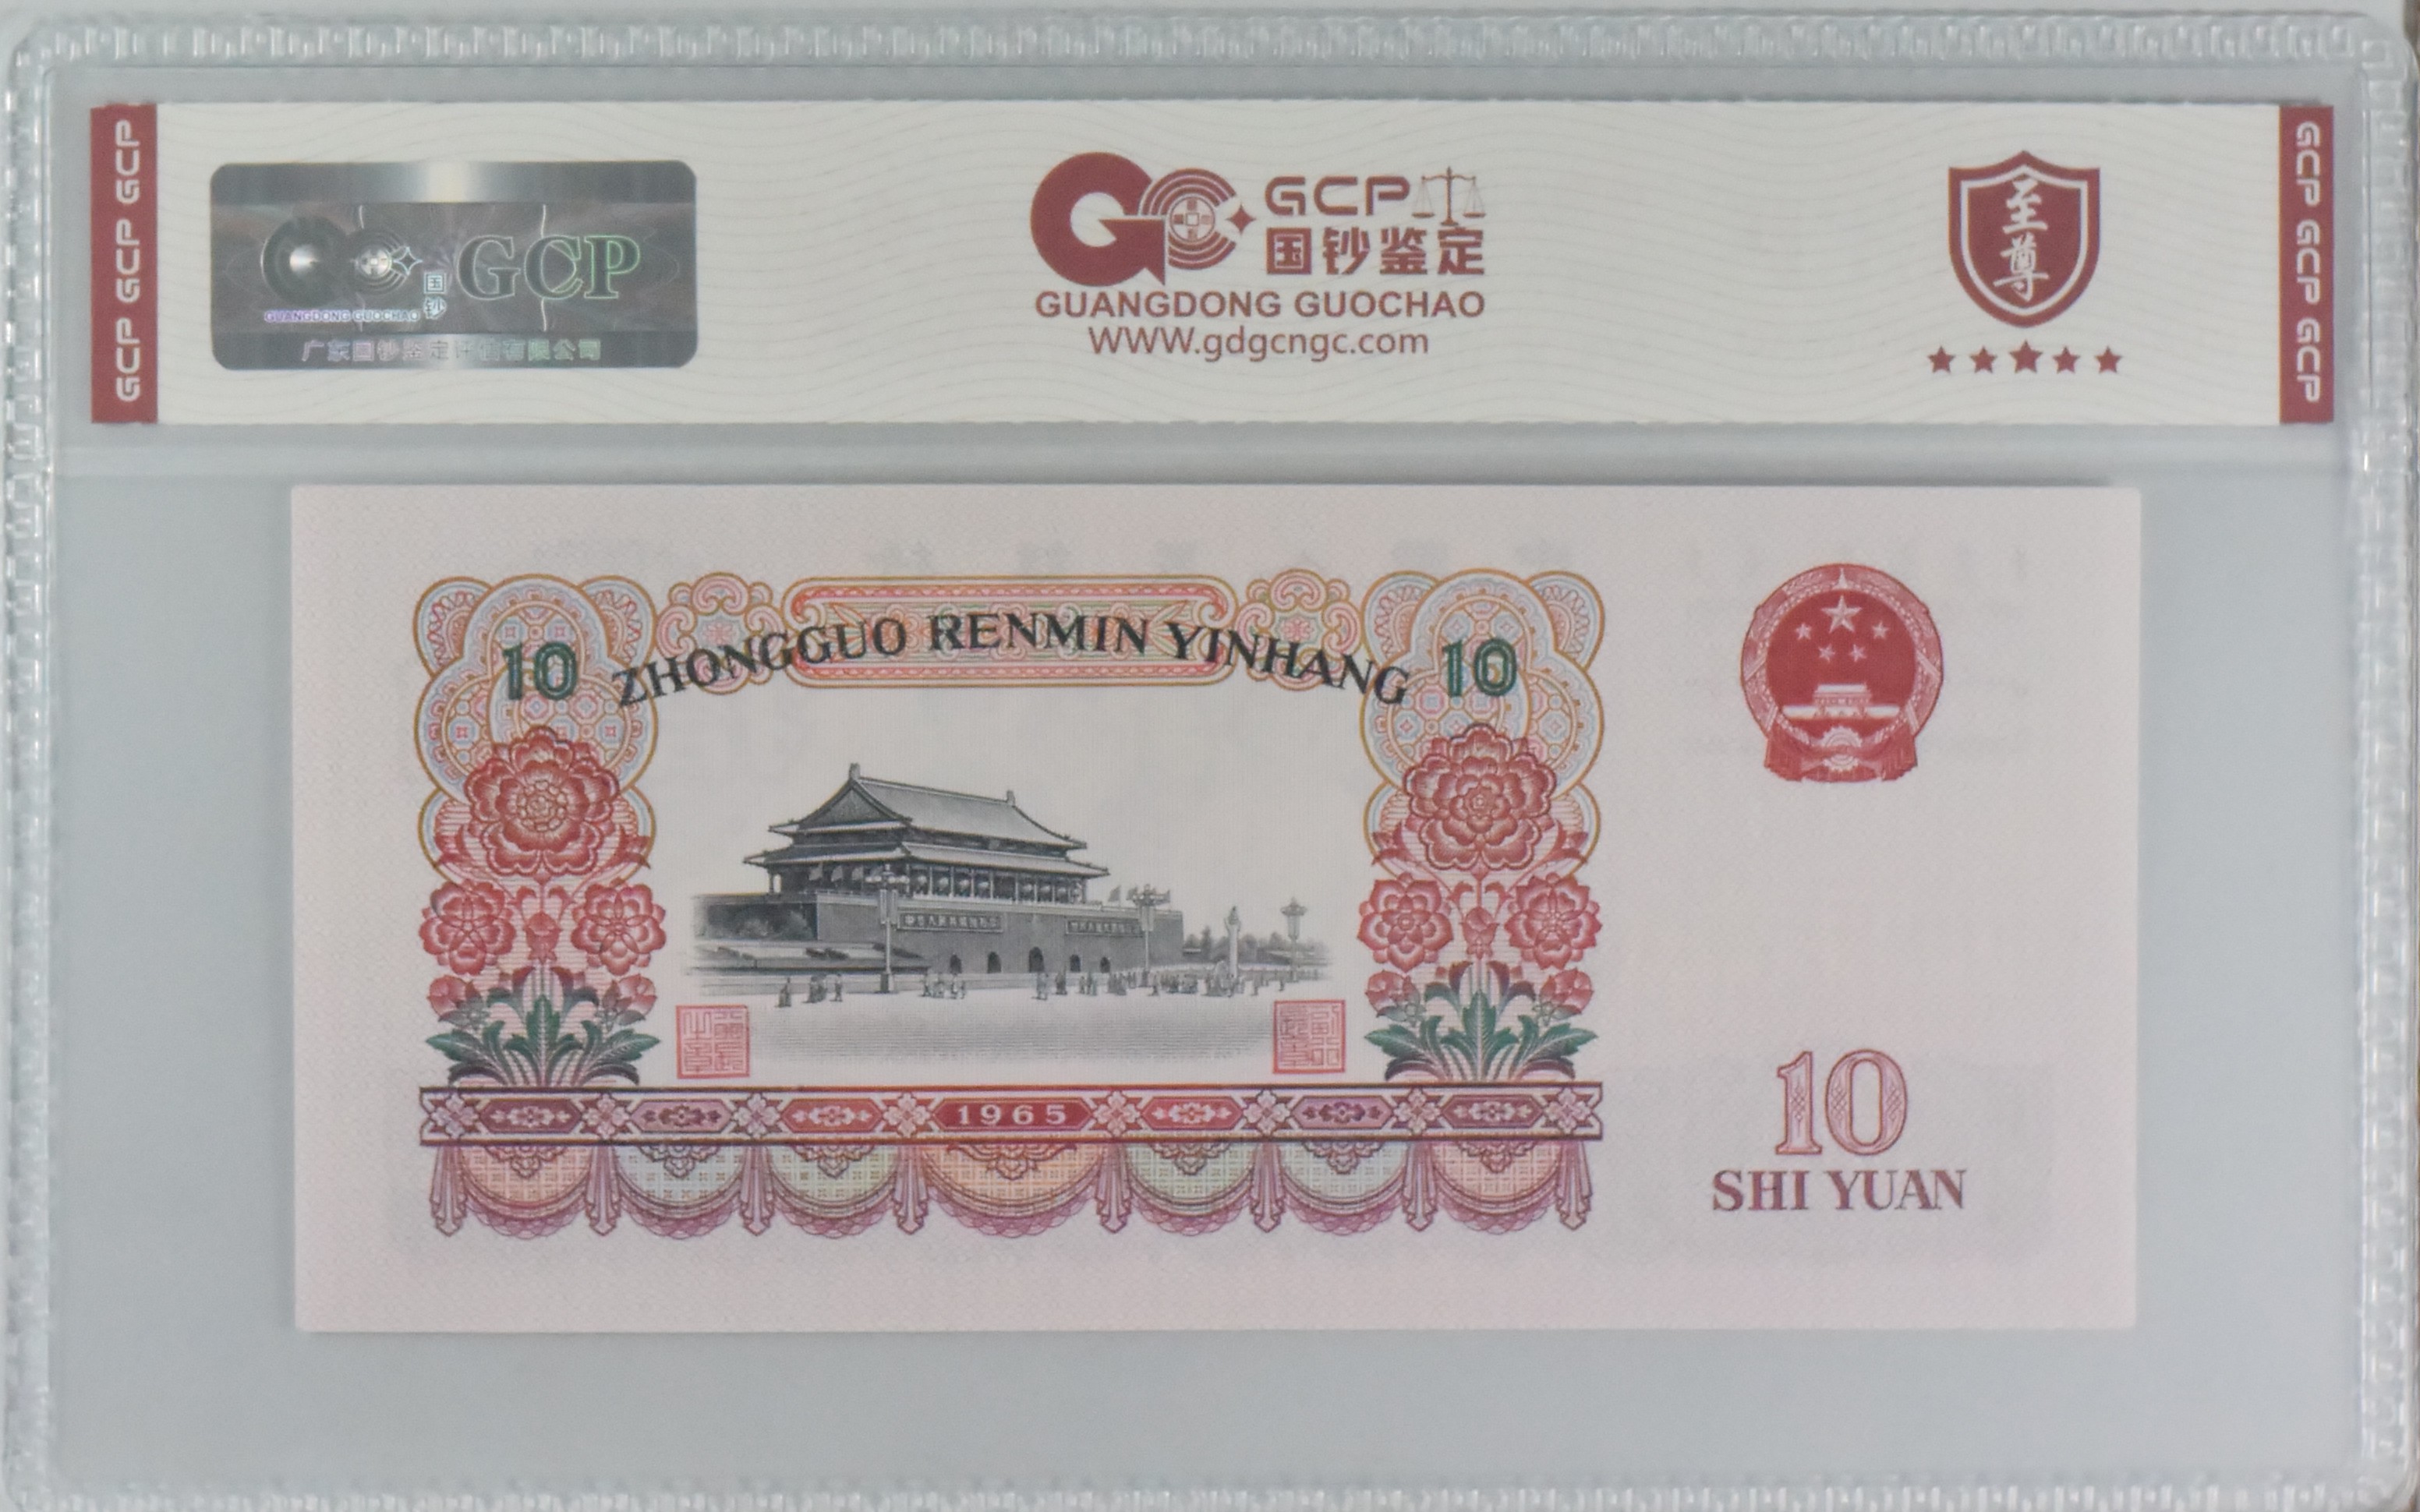 GCP GCP GCP
国钞
GCP
GUANGDONG GUOCHAO
广东国钞鉴定评估有限公司
GCP
国钞鉴定
GUANGDONG GUOCHAO
WWW.gdgcngc.com
至尊
GCP GCP GCP
10 ZHONGGUO RENMIN YINHANG 10
1965
10
SHI YUAN